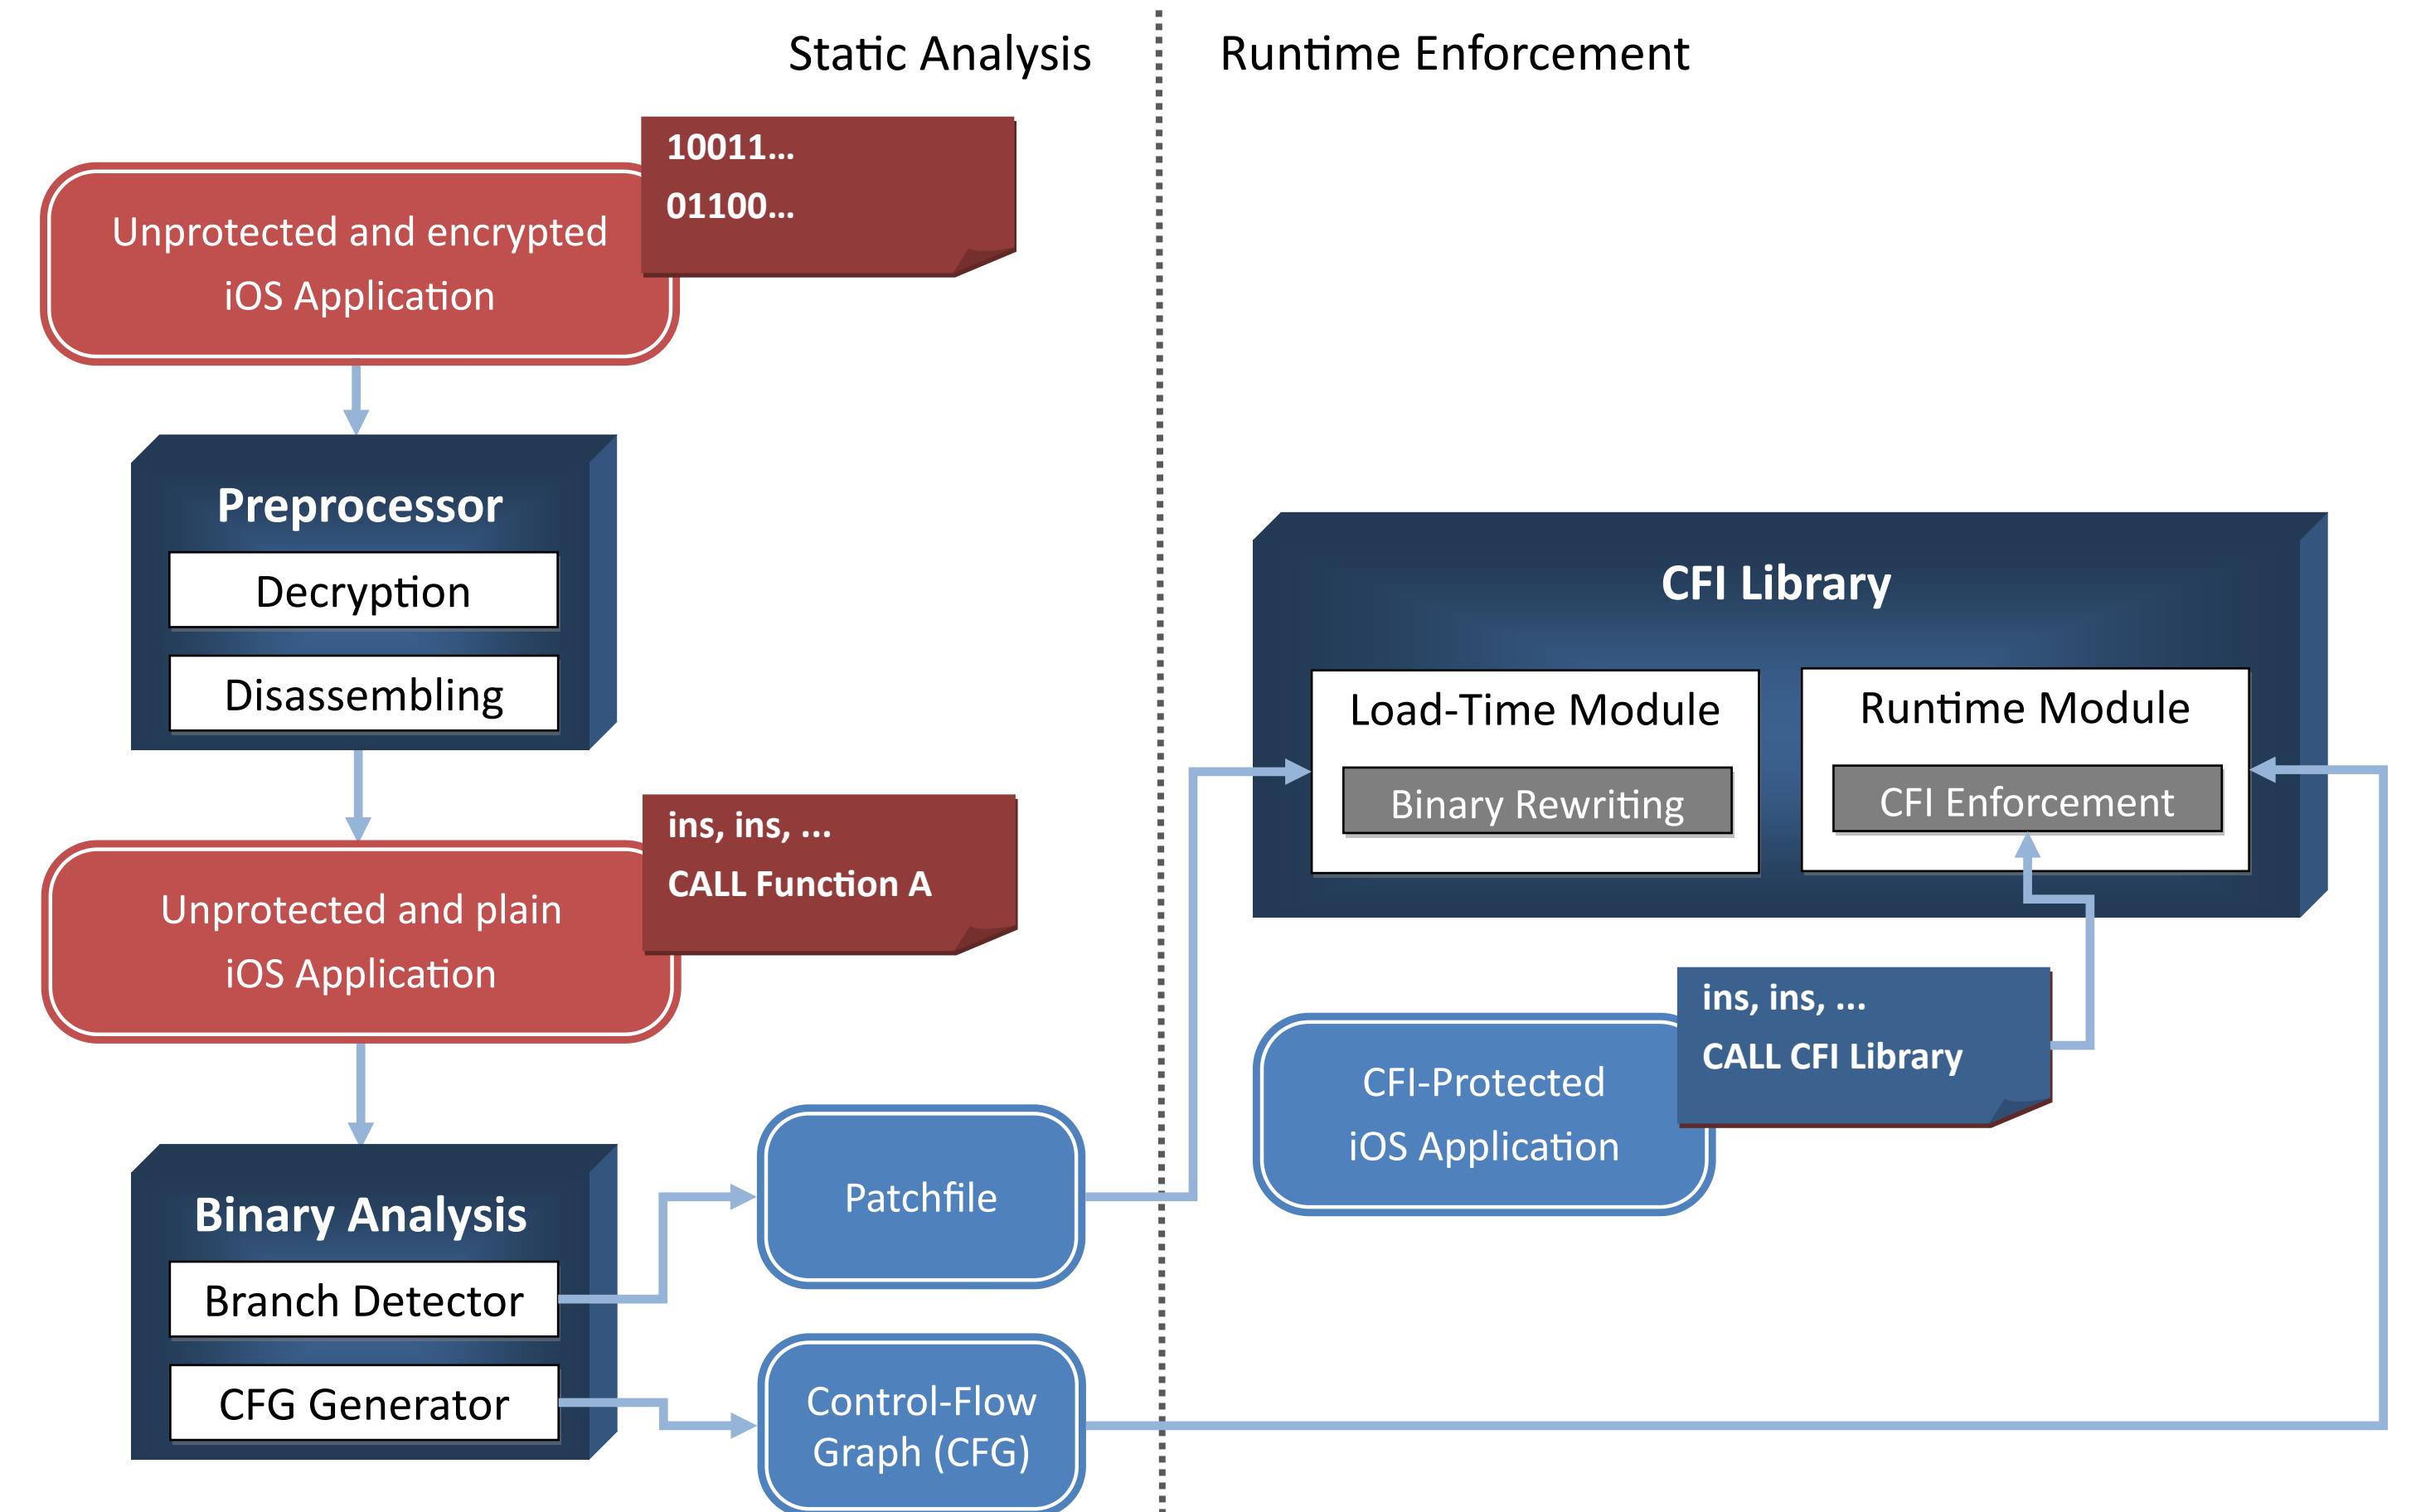 Static Analysis
Runtime Enforcement
10011...
01100...
Unprotected and encrypted
iOS Application
Preprocessor
Decryption
Disassembling
ins, ins, ...
CALL Function A
Unprotected and plain
iOS Application
Binary Analysis
Branch Detector
CFG Generator
Patchfile
Control-Flow
Graph (CFG)
CFI Library
Load-Time Module
Binary Rewriting
Runtime Module
CFI Enforcement
ins, ins, ...
CALL CFI Library
CFI-Protected
iOS Application